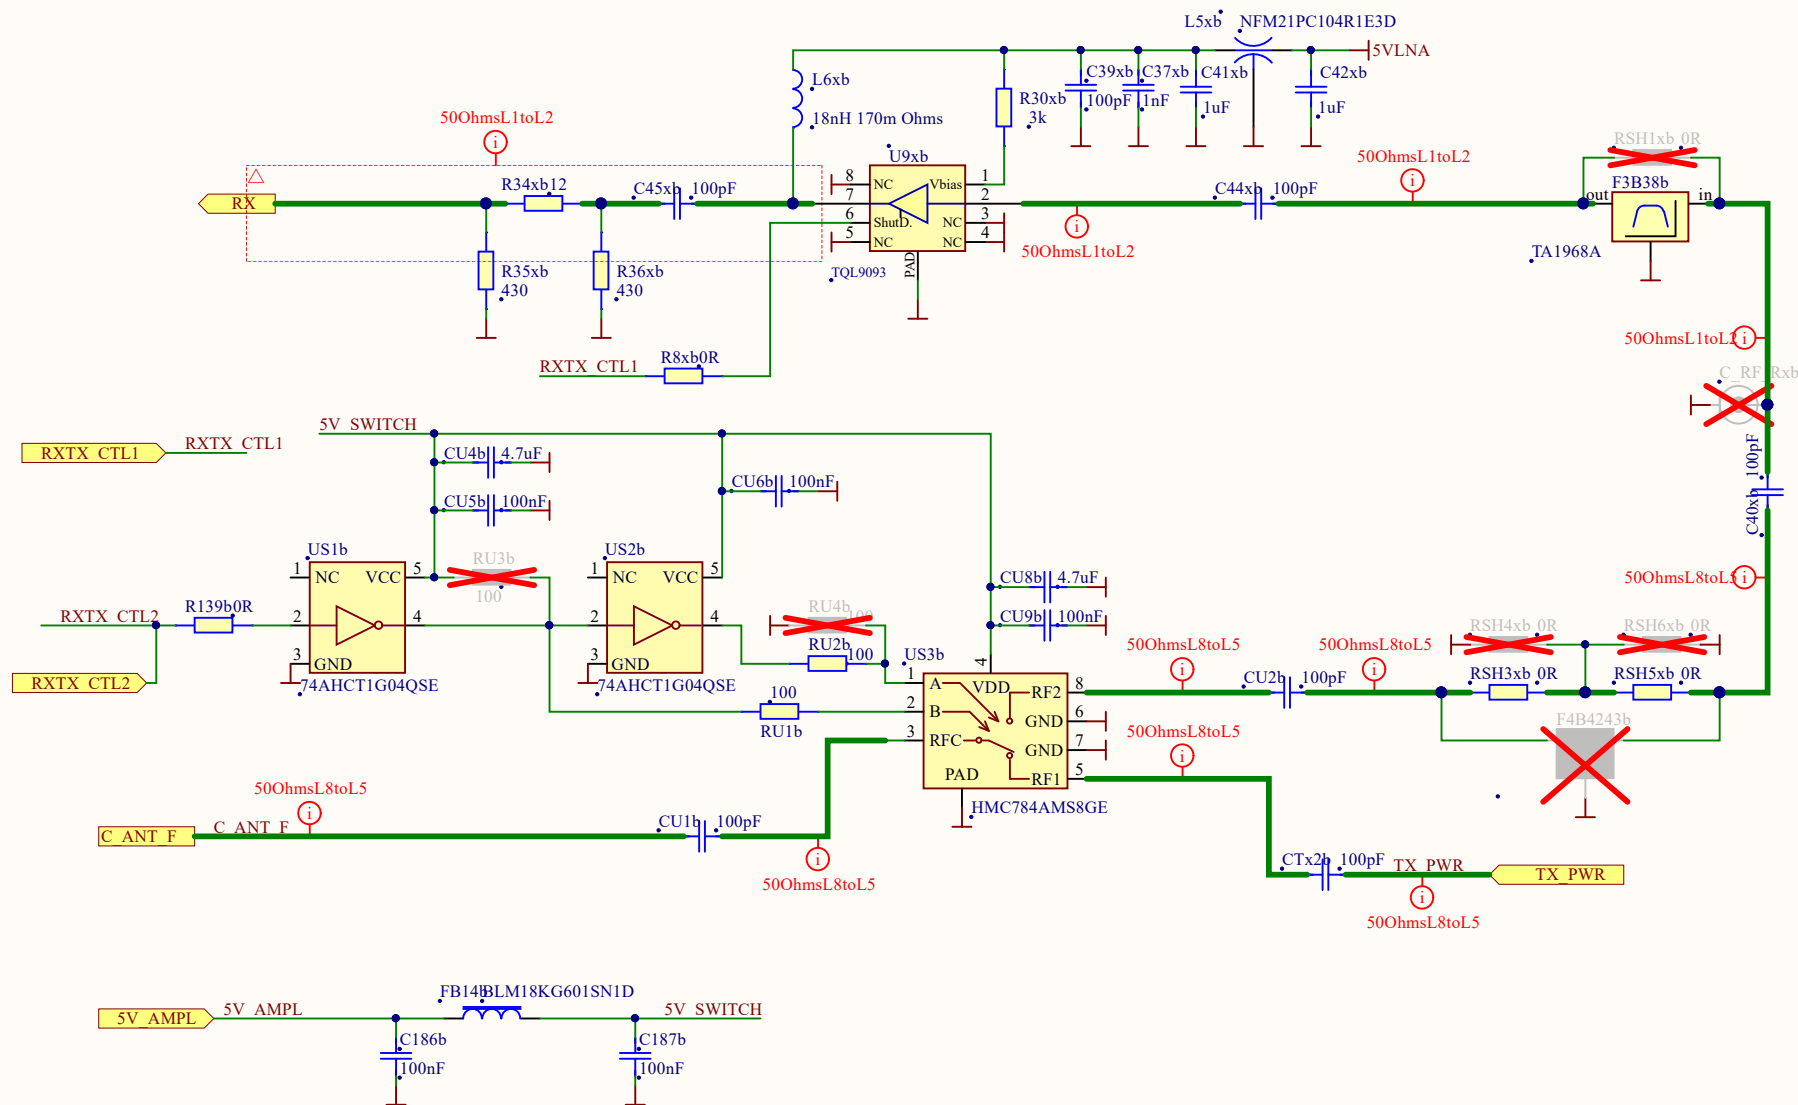 L5xb NFM21PC104R1E3D
5VLNA
L6xb
18nH 170m Ohms
R30xb
3k
C39xb
100pF
C37xb
1nF
C41xb
1uF
C42xb
1uF
50OhmsL1toL2
i
RSH1xb 0R
50OhmsL1toL2
i
U9xb
R34xb12
C45xb 100pF
C44xb 100pF
F3B38b
out
in
TA1968A
RX
8 NC
7
6 ShutD.
5 NC
Vbias 1
2
NC 3
NC 4
PAD
TQL9093
i
50OhmsL1toL2
R35xb
430
R36xb
430
RXTX_CTL1
R8xb0R
50OhmsL1toL2
i
C_RF_Rxb
C40xb 100pF
5V_SWITCH
RXTX_CTL1
RXTX_CTL1
CU4b 4.7uF
CU5b 100nF
CU6b 100nF
US1b
1 NC
VCC 5
2
4
3 GND
74AHCT1G04QSE
RU3b
100
US2b
1 NC
VCC 5
2
4
3 GND
74AHCT1G04QSE
RXTX_CTL2
R139b0R
RXTX_CTL2
RU4b
100
RU2b
100
100
RU1b
CU8b 4.7uF
CU9b 100nF
US3b
1 A
2 B
3 RFC
4
VDD
RF2 8
GND 6
GND 7
RF1 5
PAD
HMC784AMS8GE
50OhmsL8toL5
i
CU2b 100pF
50OhmsL8toL5
i
50OhmsL8toL5
i
RSH4xb 0R
RSH6xb 0R
RSH3xb 0R
RSH5xb 0R
F4B4243b
50OhmsL8toL5
i
50OhmsL8toL5
i
C_ANT_F
C_ANT_F
CU1b 100pF
i
50OhmsL8toL5
CTx2b 100pF
TX_PWR
TX_PWR
i
50OhmsL8toL5
5V_AMPL
5V_AMPL
FB14b
BLM18KG601SN1D
5V_SWITCH
C186b
100nF
C187b
100nF